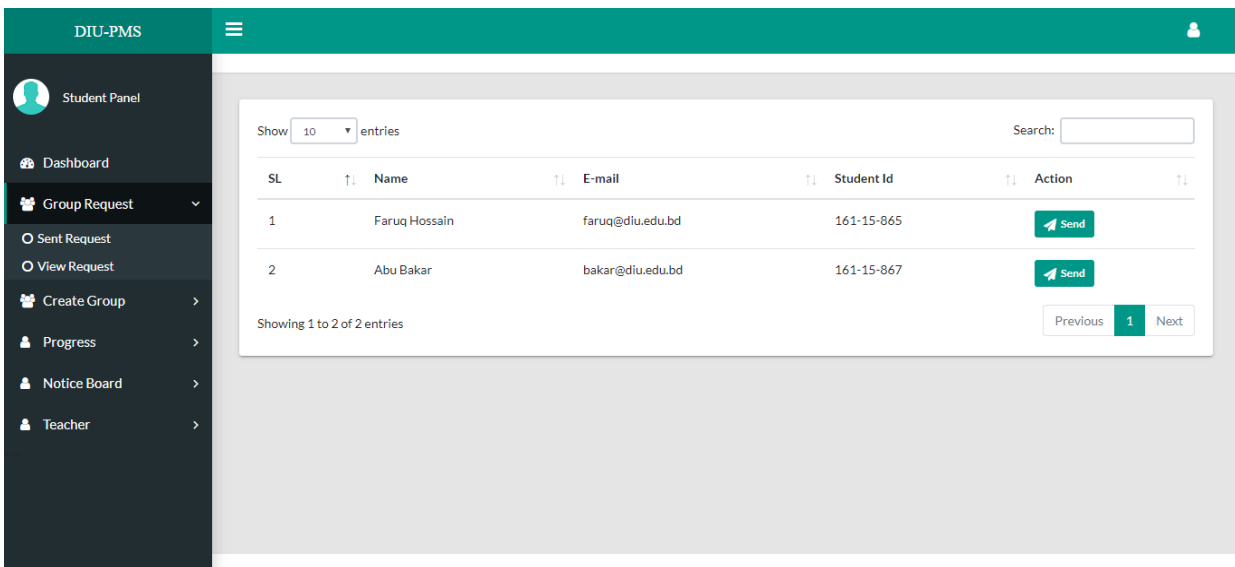 DIU-PMS
Student Panel
Dashboard
Group Request
Sent Request
View Request
Create Group
Progress
Notice Board
Teacher
Show 10 entries Search:
SL Name E-mail Student Id Action
1 Faruq Hossain faruq@diu.edu.bd 161-15-865 Send
2 Abu Bakar bakar@diu.edu.bd 161-15-867 Send
Showing 1 to 2 of 2 entries Previous 1 Next